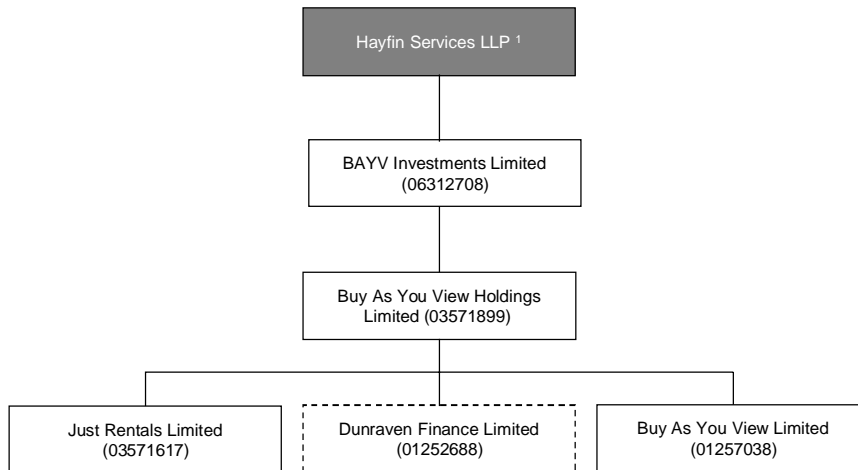 Hayfin Services LLP ¹
BAYV Investments Limited
(06312708)
Buy As You View Holdings
Limited (03571899)
Just Rentals Limited
(03571617)
Dunraven Finance Limited
(01252688)
Buy As You View Limited
(01257038)